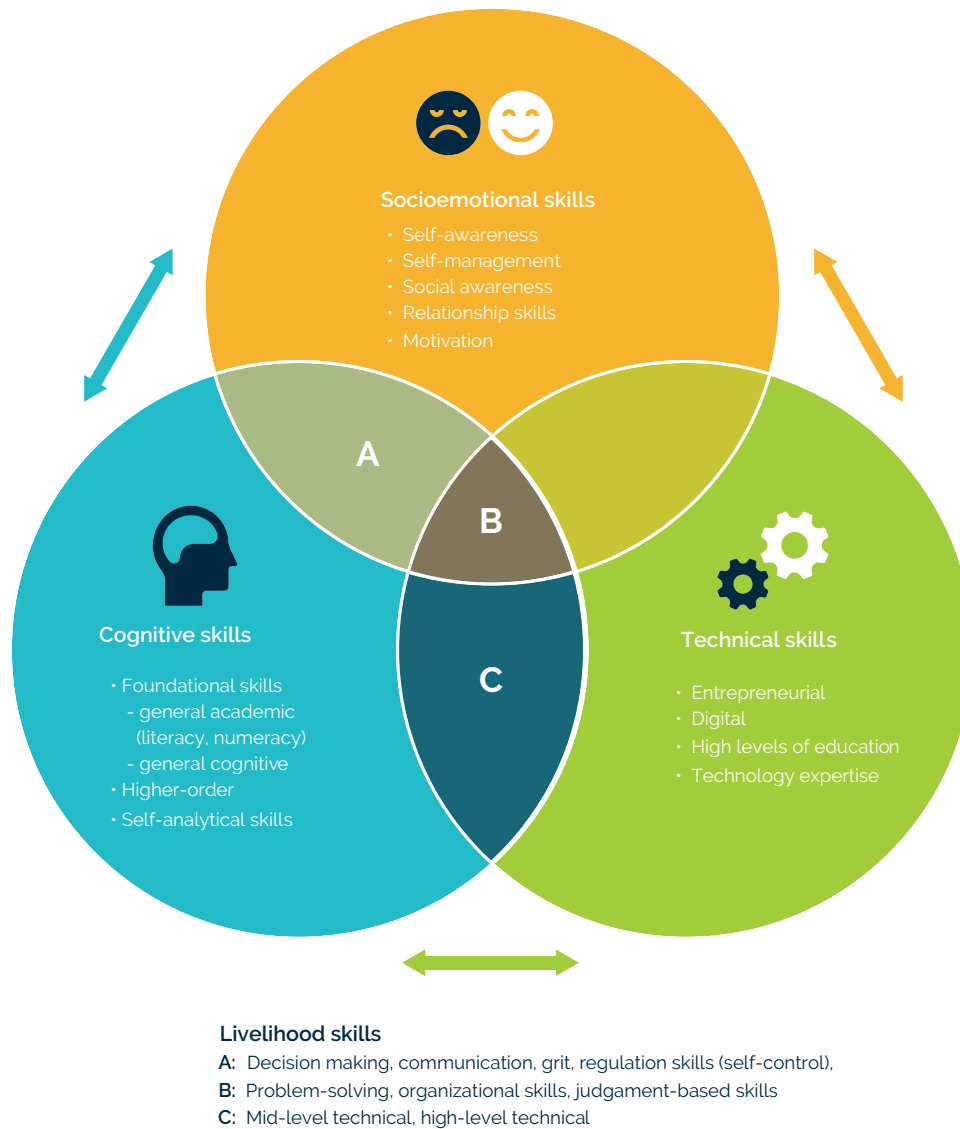 Socioemotional skills
• Self-awareness
• Self-management
• Social awareness
• Relationship skills
• Motivation
A
B
C
Cognitive skills
• Foundational skills
- general academic
(literacy, numeracy)
- general cognitive
• Higher-order
• Self-analytical skills
Technical skills
• Entrepreneurial
• Digital
• High levels of education
• Technology expertise
Livelihood skills
A: Decision making, communication, grit, regulation skills (self-control),
B: Problem-solving, organizational skills, judgament-based skills
C: Mid-level technical, high-level technical